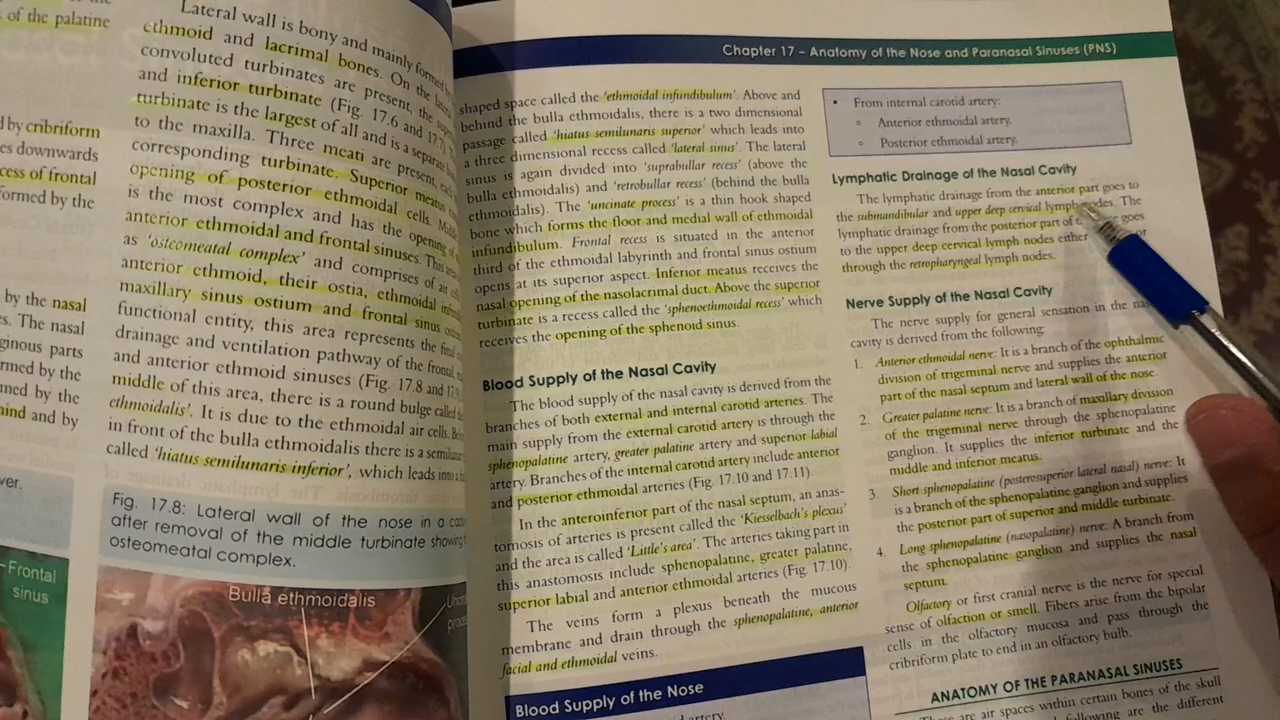 of the palatine
d by cribriform
es downwards
cess of frontal
formed by the
by the nasal
es. The nasal
ginous parts
rmed by the
ned by the
hind and by
ver.
Frontal
sinus
Lateral wall is bony and mainly formed
ethmoid and lacrimal bones. On the
convoluted turbinates are present, the
and inferior turbinate (Fig. 17.6 and 17.7)
turbinate is the largest of all and is a separate
to the maxilla. Three meati are present,
corresponding turbinate. Superior meatus
opening of posterior ethmoidal cells.
is the most complex and has the opening of
anterior ethmoidal and frontal sinuses. This
as 'osteomeatal complex' and comprises of air
anterior ethmoid, their ostia, ethmoidal
maxillary sinus ostium and frontal sinus
functional entity, this area represents the
drainage and ventilation pathway of the
and anterior ethmoid sinuses (Fig. 17.8 and
middle of this area, there is a round bulge called
ethmoidalis'. It is due to the ethmoidal air cells.
in front of the bulla ethmoidalis there is a
called 'hiatus semilunaris inferior', which leads into
Fig. 17.8: Lateral wall of the nose in a
after removal of the middle turbinate
osteomeatal complex.
Bulla ethmoidalis
Chapter 17 – Anatomy of the Nose and Paranasal Sinuses (PNS)
shaped space called the 'ethmoidal infundibulum'. Above and
behind the bulla ethmoidalis, there is a two dimensional
passage called 'hiatus semilunaris superior' which leads into
a three dimensional recess called 'lateral sinus'. The lateral
sinus is again divided into 'suprabullar recess' (above the
bulla ethmoidalis) and 'retrobullar recess' (behind the bulla
ethmoidalis). The 'uncinate process' is a thin hook shaped
bone which forms the floor and medial wall of ethmoidal
infundibulum. Frontal recess is situated in the anterior
third of the ethmoidal labyrinth and frontal sinus ostium
opens at its superior aspect. Inferior meatus receives the
nasal opening of the nasolacrimal duct. Above the superior
turbinate is a recess called the 'sphenoethmoidal recess' which
receives the opening of the sphenoid sinus.
Blood Supply of the Nasal Cavity
The blood supply of the nasal cavity is derived from the
branches of both external and internal carotid arteries. The
main supply from the external carotid artery is through the
sphenopalatine artery, greater palatine artery and superior labial
artery. Branches of the internal carotid artery include anterior
and posterior ethmoidal arteries (Fig. 17.10 and 17.11).
In the anteroinferior part of the nasal septum, an anas-
tomosis of arteries is present called the 'Kiesselbach's plexus'
and the area is called 'Little's area'. The arteries taking part in
this anastomosis include sphenopalatine, greater palatine,
superior labial and anterior ethmoidal arteries (Fig. 17.10).
The veins form a plexus beneath the mucous
membrane and drain through the sphenopalatine, anterior
facial and ethmoidal veins.
Blood Supply of the Nose
• From internal carotid artery:
◦ Anterior ethmoidal artery.
◦ Posterior ethmoidal artery.
Lymphatic Drainage of the Nasal Cavity
The lymphatic drainage from the anterior part goes to
the submandibular and upper deep cervical lymph nodes. The
lymphatic drainage from the posterior part of goes
to the upper deep cervical lymph nodes either or
through the retropharyngeal lymph nodes.
Nerve Supply of the Nasal Cavity
The nerve supply for general sensation in the
cavity is derived from the following:
1. Anterior ethmoidal nerve: It is a branch of the ophthalmic
division of trigeminal nerve and supplies the anterior
part of the nasal septum and lateral wall of the nose.
2. Greater palatine nerve: It is a branch of maxillary division
of the trigeminal nerve through the sphenopalatine
ganglion. It supplies the inferior turbinate and the
middle and inferior meatus.
3. Short sphenopalatine (posterosuperior lateral nasal) nerve: It
is a branch of the sphenopalatine ganglion and supplies
the posterior part of superior and middle turbinate.
4. Long sphenopalatine (nasopalatine) nerve: A branch from
the sphenopalatine ganglion and supplies the nasal
septum.
Olfactory or first cranial nerve is the nerve for special
sense of olfaction or smell. Fibers arise from the bipolar
cells in the olfactory mucosa and pass through the
cribriform plate to end in an olfactory bulb.
ANATOMY OF THE PARANASAL SINUSES
are air spaces within certain bones of the skull
following are the different